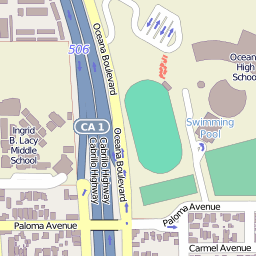 Oceana Boulevard
506
Ocean
High
School
Swimming
Pool
CA 1
Ingrid
B. Lacy
Middle
School
Cabrillo Highway
Cabrillo Highway
Oceana Boulevard
Paloma Avenue
Paloma Avenue
Carmel Avenue